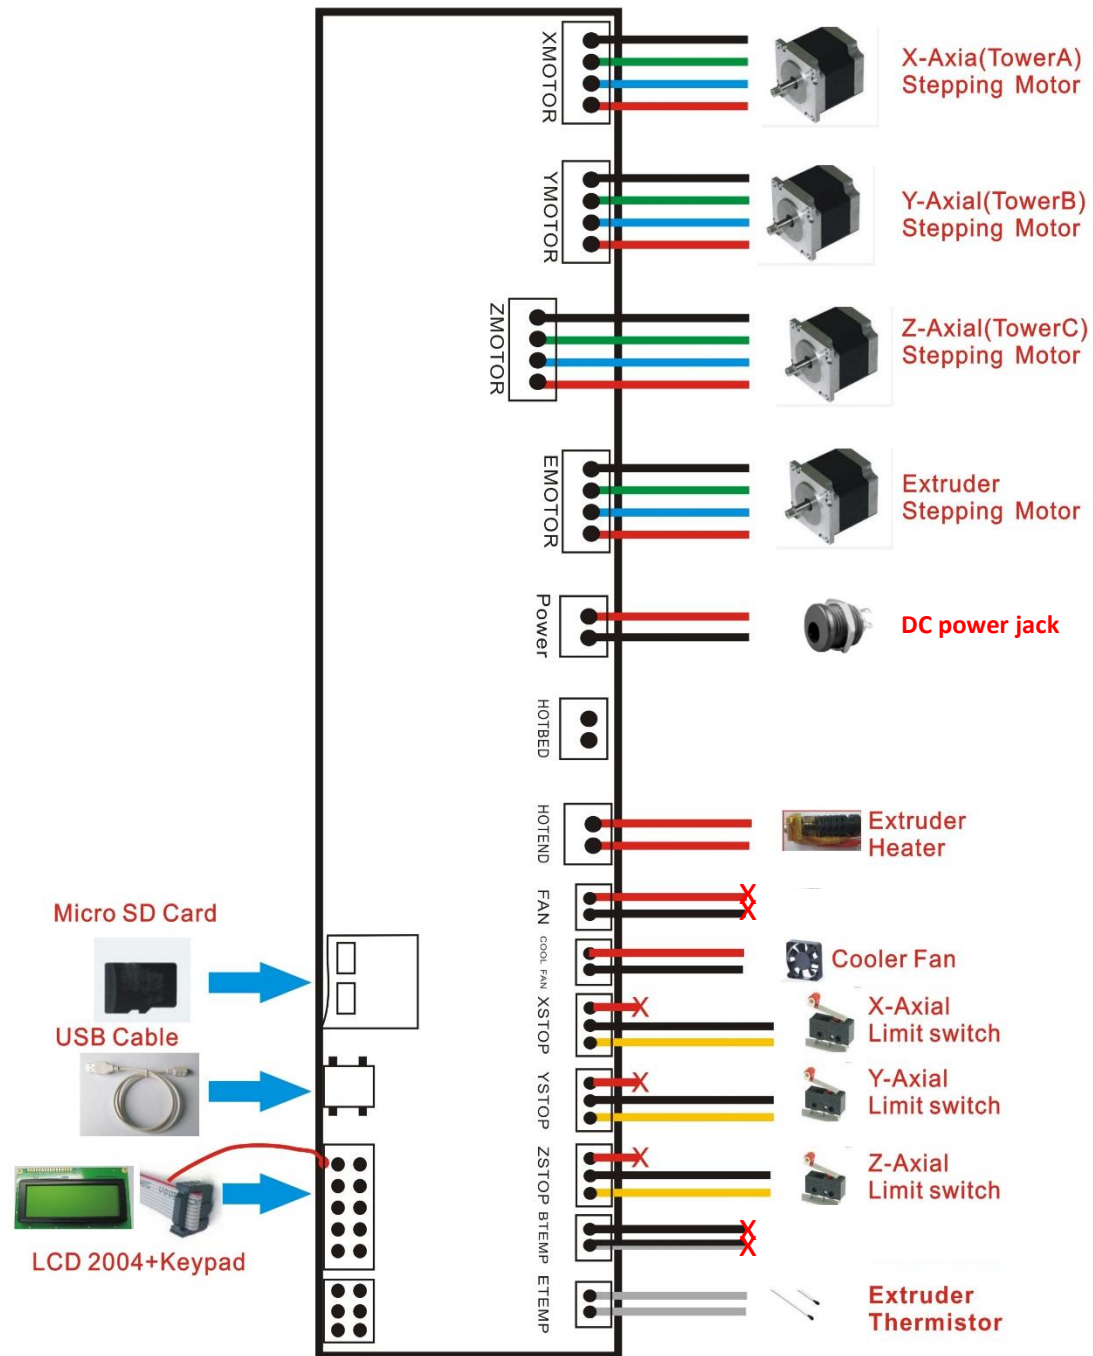 XMOTOR
X-Axia(TowerA)
Stepping Motor
YMOTOR
Y-Axial(TowerB)
Stepping Motor
ZMOTOR
Z-Axial(TowerC)
Stepping Motor
EMOTOR
Extruder
Stepping Motor
Power
DC power jack
HOTBED
HOTEND
Extruder
Heater
FAN
X
X
Micro SD Card
COOL FAN
Cooler Fan
XSTOP
X
X-Axial
Limit switch
USB Cable
YSTOP
X
Y-Axial
Limit switch
ZSTOP
X
Z-Axial
Limit switch
LCD 2004+Keypad
BTEMP
X
X
ETEMP
Extruder
Thermistor